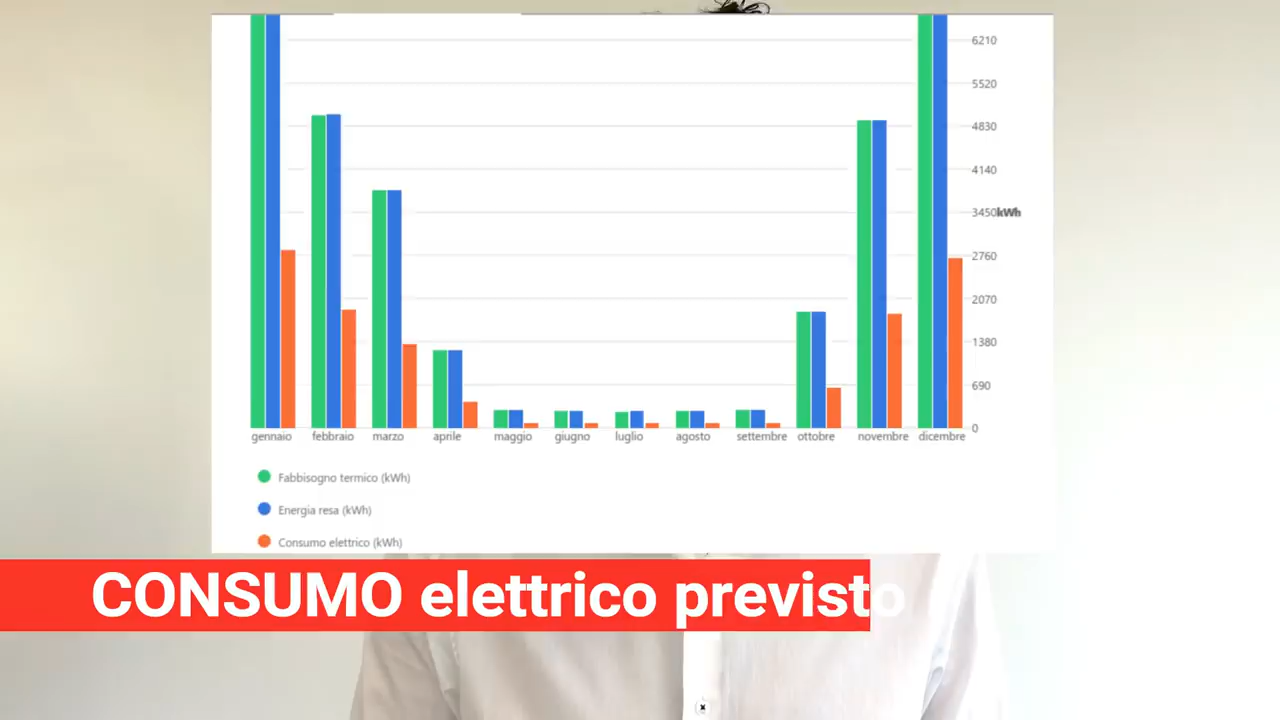 6210
5520
4830
4140
3450kWh
2760
2070
1380
690
0
gennaio febbraio marzo aprile maggio giugno luglio agosto settembre ottobre novembre dicembre
Fabbisogno termico (kWh)
Energia resa (kWh)
Consumo elettrico (kWh)
CONSUMO elettrico previsto